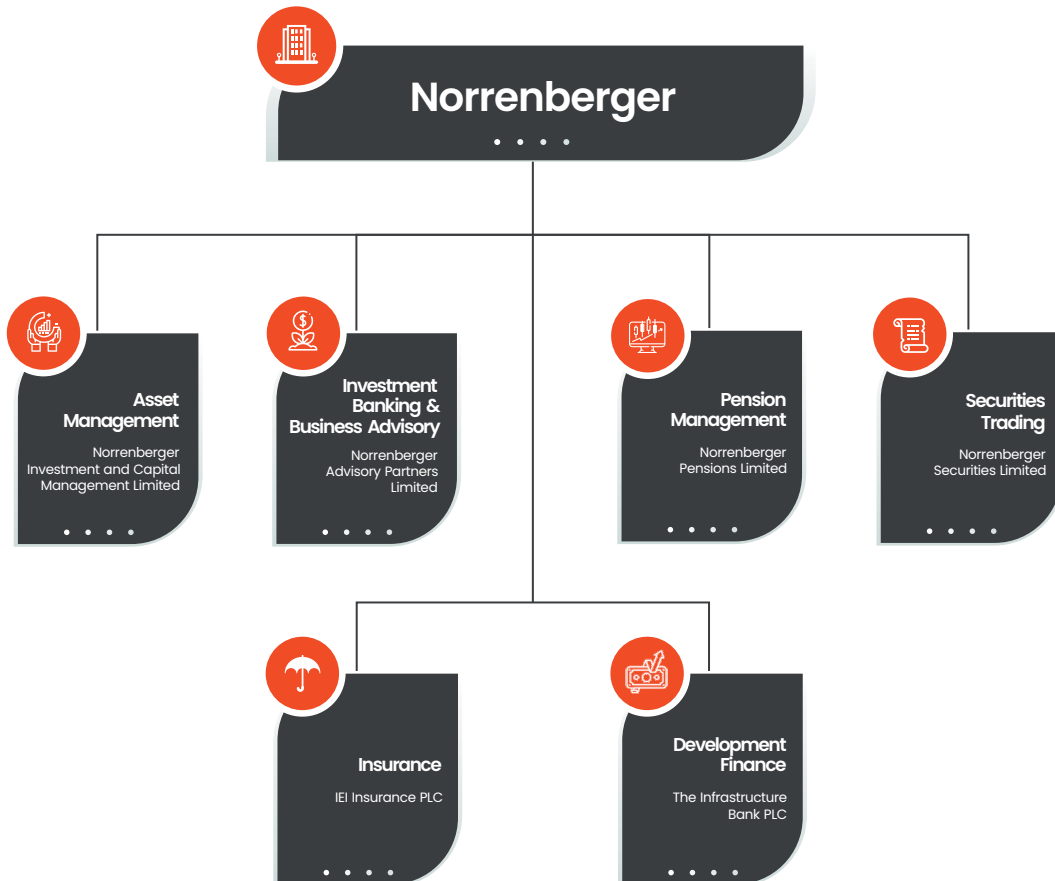 Norrenberger
Asset
Management
Norrenberger
Investment and Capital
Management Limited
Investment
Banking &
Business Advisory
Norrenberger
Advisory Partners
Limited
Pension
Management
Norrenberger
Pensions Limited
Securities
Trading
Norrenberger
Securities Limited
Insurance
IEI Insurance PLC
Development
Finance
The Infrastructure
Bank PLC